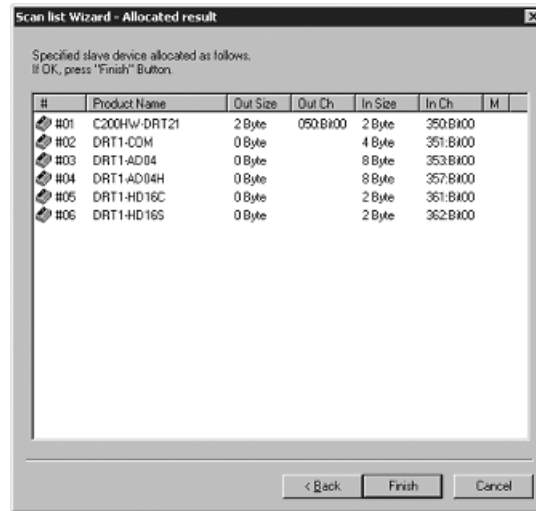 Scan list Wizard - Allocated result
Specified slave device allocated as follows.
If OK, press "Finish" Button.
# Product Name Out Size Out Ch In Size In Ch M
#01 C200HW-DRT21 2 Byte 050:Bit00 2 Byte 350:Bit00
#02 DRT1-COM 0 Byte 4 Byte 351:Bit00
#03 DRT1-AD04 0 Byte 8 Byte 353:Bit00
#04 DRT1-AD04H 0 Byte 8 Byte 357:Bit00
#05 DRT1-HD16C 0 Byte 2 Byte 361:Bit00
#06 DRT1-HD16S 0 Byte 2 Byte 362:Bit00
< Back Finish Cancel